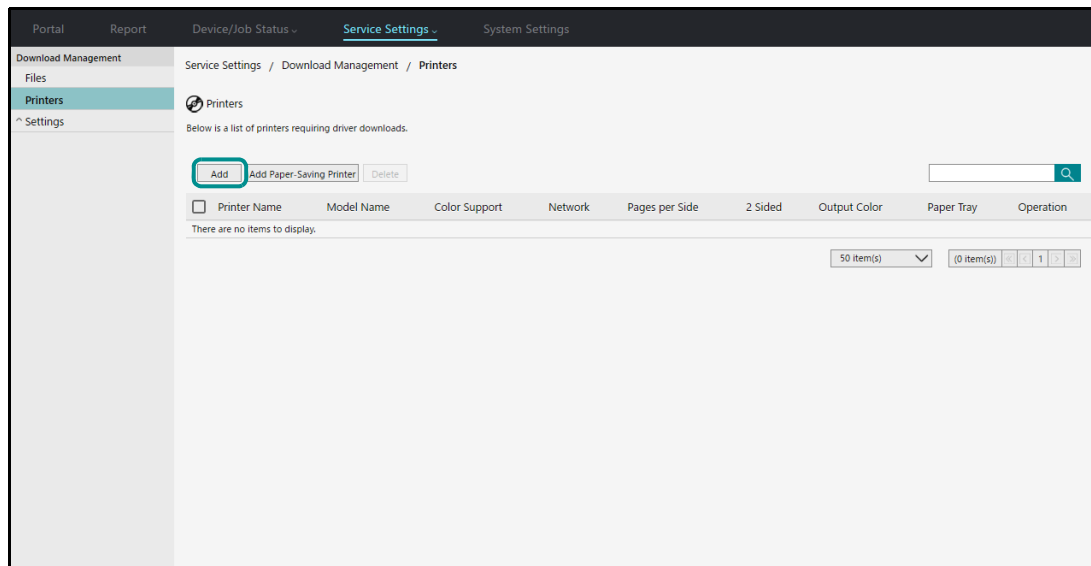 Portal Report Device/Job Status Service Settings System Settings
Download Management
Files
Printers
^ Settings
Service Settings / Download Management / Printers
Printers
Below is a list of printers requiring driver downloads.
Add Add Paper-Saving Printer Delete
Printer Name Model Name Color Support Network Pages per Side 2 Sided Output Color Paper Tray Operation
There are no items to display.
50 item(s) (0 item(s)) << < 1 > >>